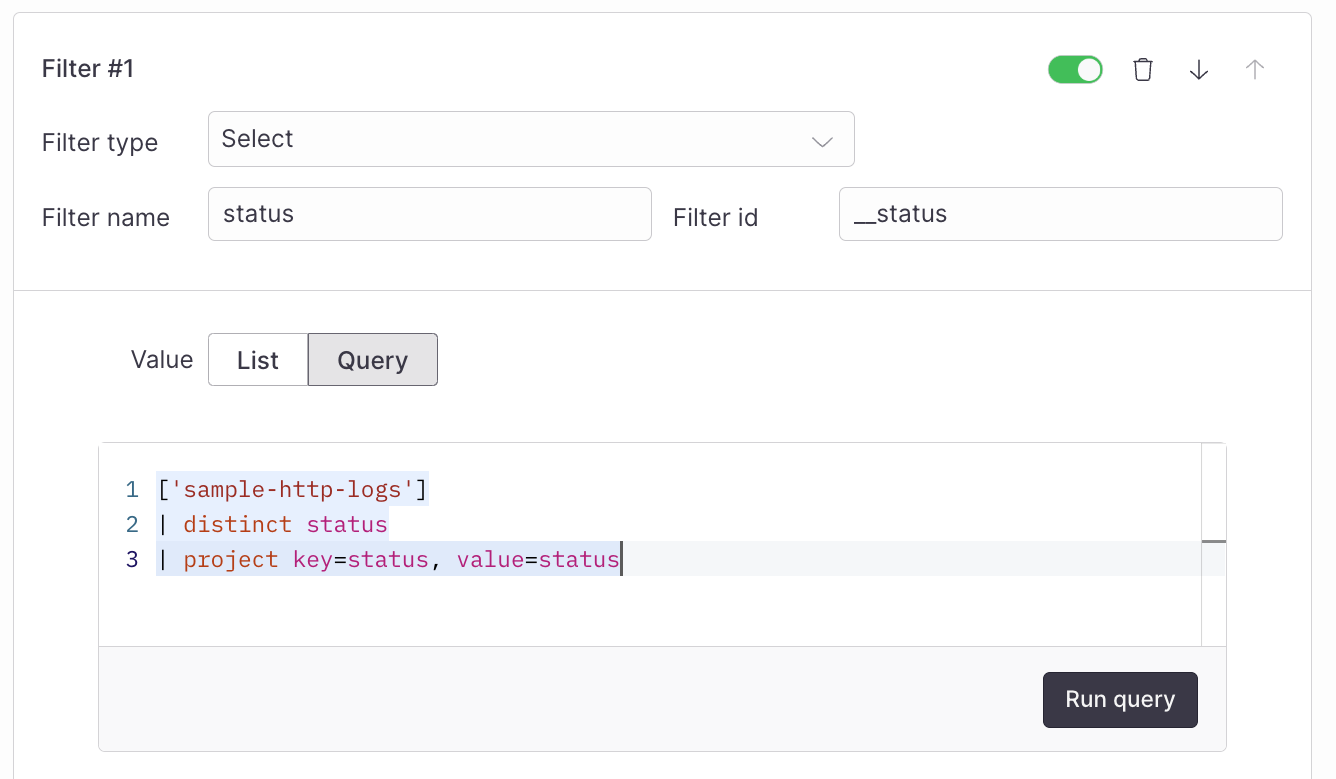 Filter #1
Filter type Select
Filter name status Filter id __status
Value List Query
1 ['sample-http-logs']
2 | distinct status
3 | project key=status, value=status
Run query